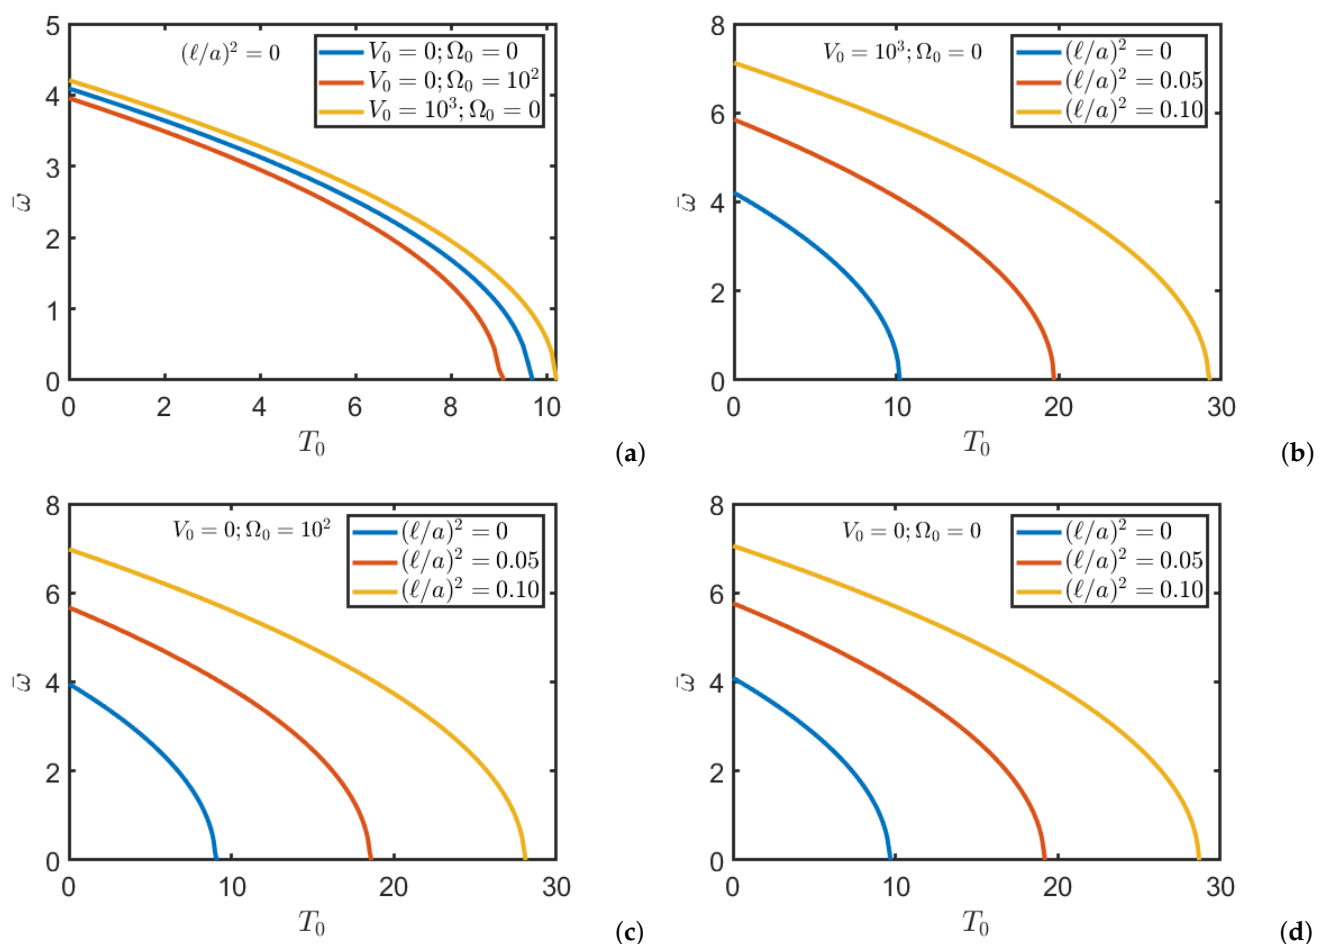 5
4
3
2
1
0
ω̄
(ℓ/a)² = 0
V₀ = 0; Ω₀ = 0
V₀ = 0; Ω₀ = 10²
V₀ = 10³; Ω₀ = 0
0 2 4 6 8 10
T₀
(a)
8
6
4
2
0
ω̄
V₀ = 10³; Ω₀ = 0
(ℓ/a)² = 0
(ℓ/a)² = 0.05
(ℓ/a)² = 0.10
0 10 20 30
T₀
(b)
8
6
4
2
0
ω̄
V₀ = 0; Ω₀ = 10²
(ℓ/a)² = 0
(ℓ/a)² = 0.05
(ℓ/a)² = 0.10
0 10 20 30
T₀
(c)
8
6
4
2
0
ω̄
V₀ = 0; Ω₀ = 0
(ℓ/a)² = 0
(ℓ/a)² = 0.05
(ℓ/a)² = 0.10
0 10 20 30
T₀
(d)